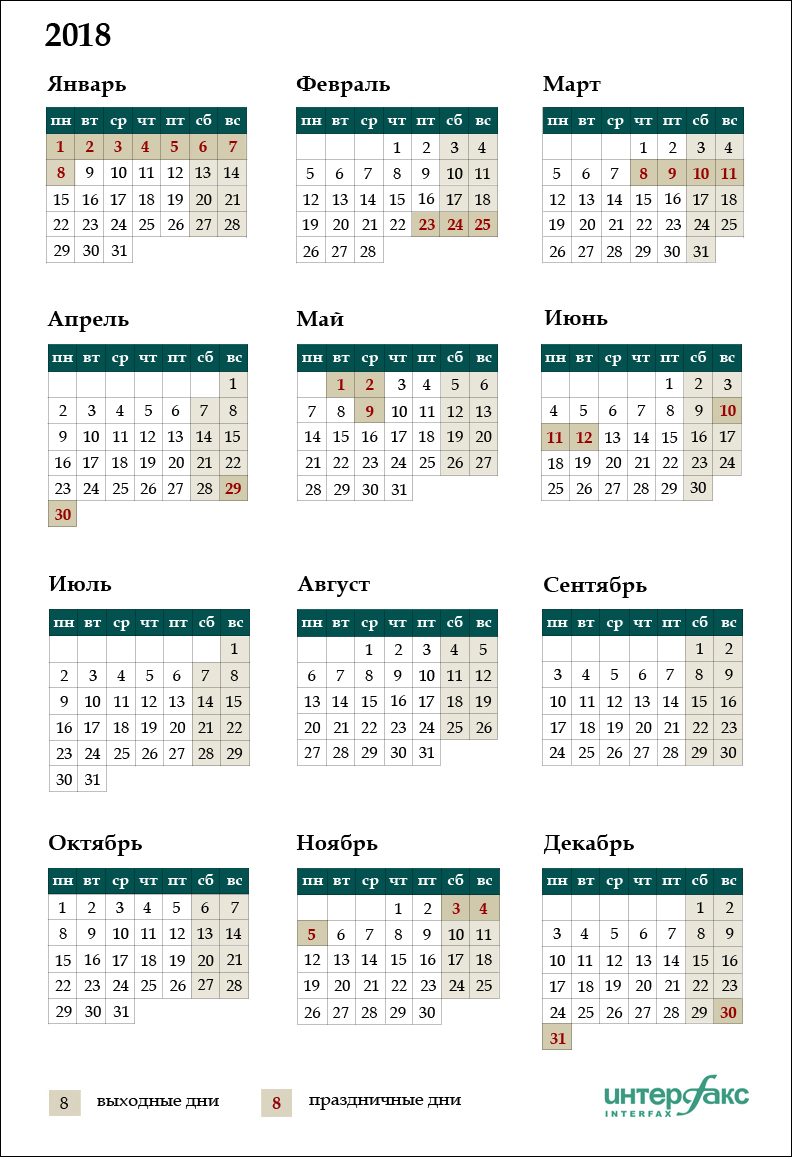 2018
Январь
пн вт ср чт пт сб вс
1 2 3 4 5 6 7
8 9 10 11 12 13 14
15 16 17 18 19 20 21
22 23 24 25 26 27 28
29 30 31
Февраль
пн вт ср чт пт сб вс
1 2 3 4
5 6 7 8 9 10 11
12 13 14 15 16 17 18
19 20 21 22 23 24 25
26 27 28
Март
пн вт ср чт пт сб вс
1 2 3 4
5 6 7 8 9 10 11
12 13 14 15 16 17 18
19 20 21 22 23 24 25
26 27 28 29 30 31
Апрель
пн вт ср чт пт сб вс
1
2 3 4 5 6 7 8
9 10 11 12 13 14 15
16 17 18 19 20 21 22
23 24 25 26 27 28 29
30
Май
пн вт ср чт пт сб вс
1 2 3 4 5 6
7 8 9 10 11 12 13
14 15 16 17 18 19 20
21 22 23 24 25 26 27
28 29 30 31
Июнь
пн вт ср чт пт сб вс
1 2 3
4 5 6 7 8 9 10
11 12 13 14 15 16 17
18 19 20 21 22 23 24
25 26 27 28 29 30
Июль
пн вт ср чт пт сб вс
1
2 3 4 5 6 7 8
9 10 11 12 13 14 15
16 17 18 19 20 21 22
23 24 25 26 27 28 29
30 31
Август
пн вт ср чт пт сб вс
1 2 3 4 5
6 7 8 9 10 11 12
13 14 15 16 17 18 19
20 21 22 23 24 25 26
27 28 29 30 31
Сентябрь
пн вт ср чт пт сб вс
1 2
3 4 5 6 7 8 9
10 11 12 13 14 15 16
17 18 19 20 21 22 23
24 25 26 27 28 29 30
Октябрь
пн вт ср чт пт сб вс
1 2 3 4 5 6 7
8 9 10 11 12 13 14
15 16 17 18 19 20 21
22 23 24 25 26 27 28
29 30 31
Ноябрь
пн вт ср чт пт сб вс
1 2 3 4
5 6 7 8 9 10 11
12 13 14 15 16 17 18
19 20 21 22 23 24 25
26 27 28 29 30
Декабрь
пн вт ср чт пт сб вс
1 2
3 4 5 6 7 8 9
10 11 12 13 14 15 16
17 18 19 20 21 22 23
24 25 26 27 28 29 30
31
8 выходные дни
8 праздничные дни
интерфакс
INTERFAX